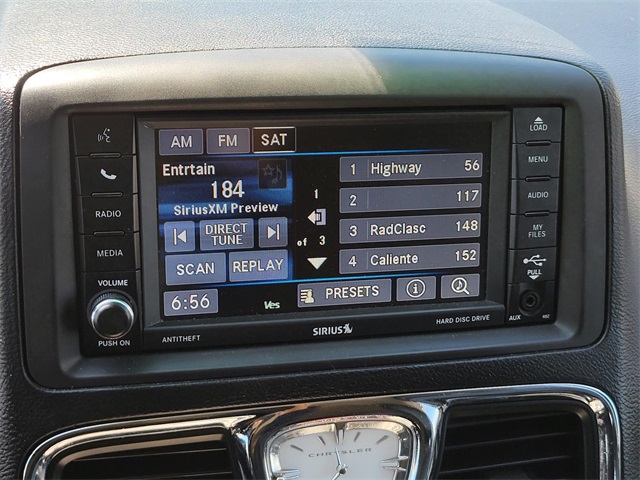 AM FM SAT
Entrtain
184
SiriusXM Preview
DIRECT
TUNE
SCAN REPLAY
6:56
Yes
1
of 3
1 Highway 56
2 117
3 RadClasc 148
4 Caliente 152
PRESETS
RADIO
MEDIA
VOLUME
PUSH ON
LOAD
MENU
AUDIO
MY
FILES
PULL
AUX
ANTITHEFT
SIRIUS
HARD DISC DRIVE
CHRYSLER